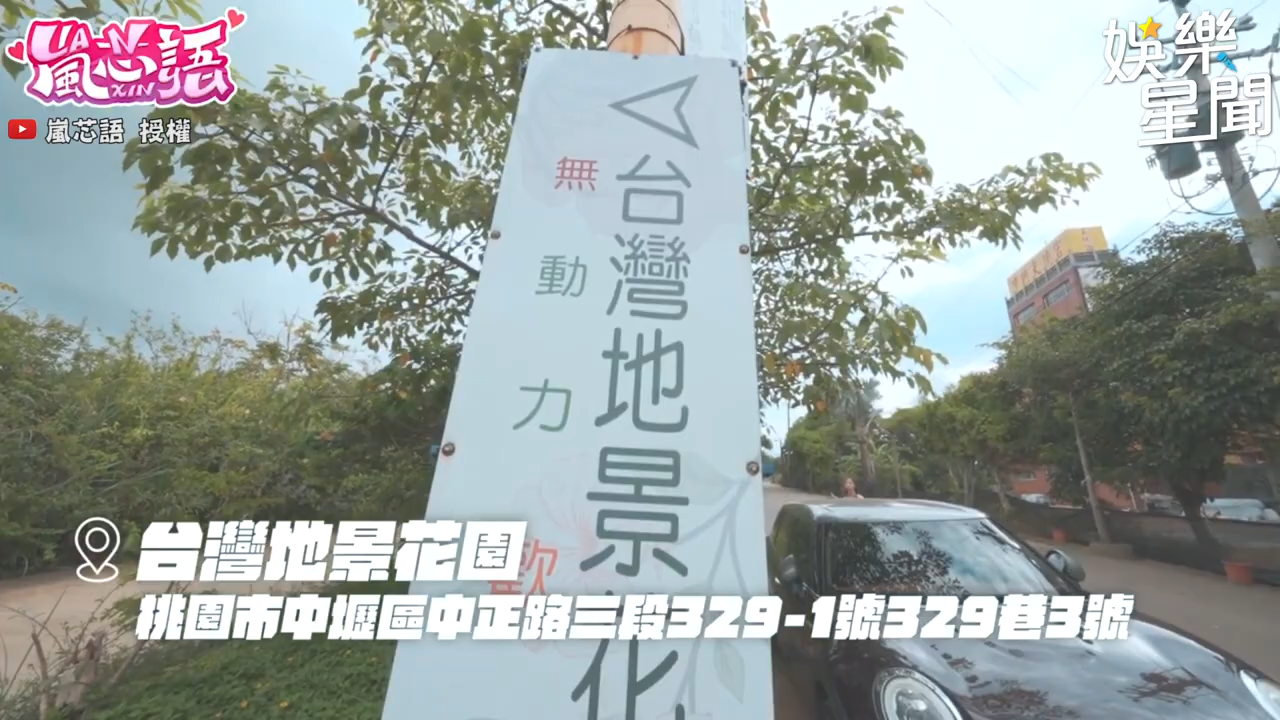 LAN XIN
嵐芯語
嵐芯語 授權
娛樂
星聞
台灣地景花
無動力
歡
台灣地景花園
桃園市中壢區中正路三段329-1號329巷3號